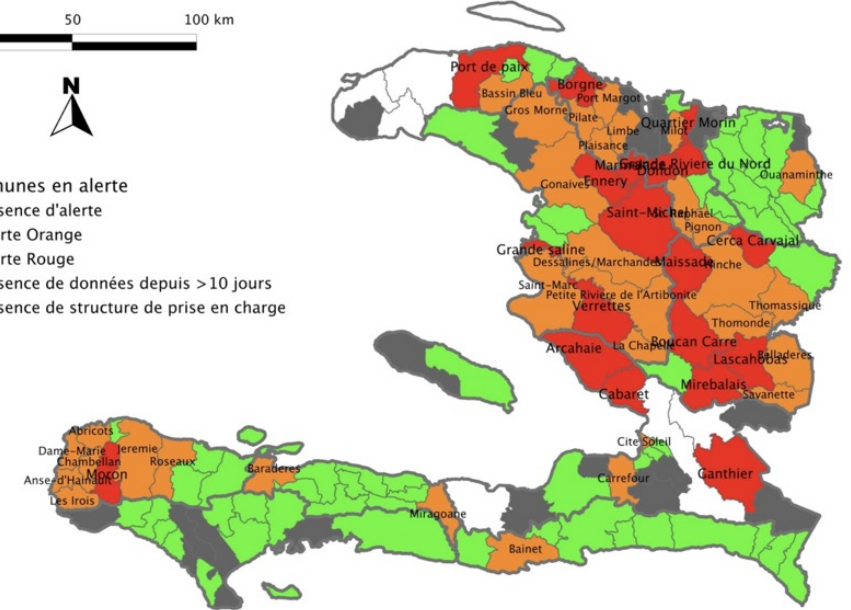 50
100 km
N
nunes en alerte
sence d'alerte
rte Orange
rte Rouge
sence de données depuis >10 jours
sence de structure de prise en charge
Port de paix
Bassin Bleu
Borgne
Port Margot
Gros Morne
Pilate
Limbe
Quartier Morin
Milot
Plaisance
Grande Riviere du Nord
Dondon
Ouanaminthe
Gonaives
Ennery
Saint-Michel
Raphael
Pignon
Cerca Carvajal
Grande saline
Dessalines/Marchandes
Maissade
Hinche
Saint-Marc
Petite Rivière de l'Artibonite
Verrettes
Thomassique
Thomonde
Arcahaie
La Chapelle
Boucan Carre
Lascahobas
Belladeres
Cabaret
Mirebalais
Savanette
Abricots
Dame-Marie
Jeremie
Chambellan
Roseaux
Moron
Anse-d'Hainault
Les Irois
Baraderes
Cite Soleil
Carrefour
Ganthier
Miragoane
Bainet